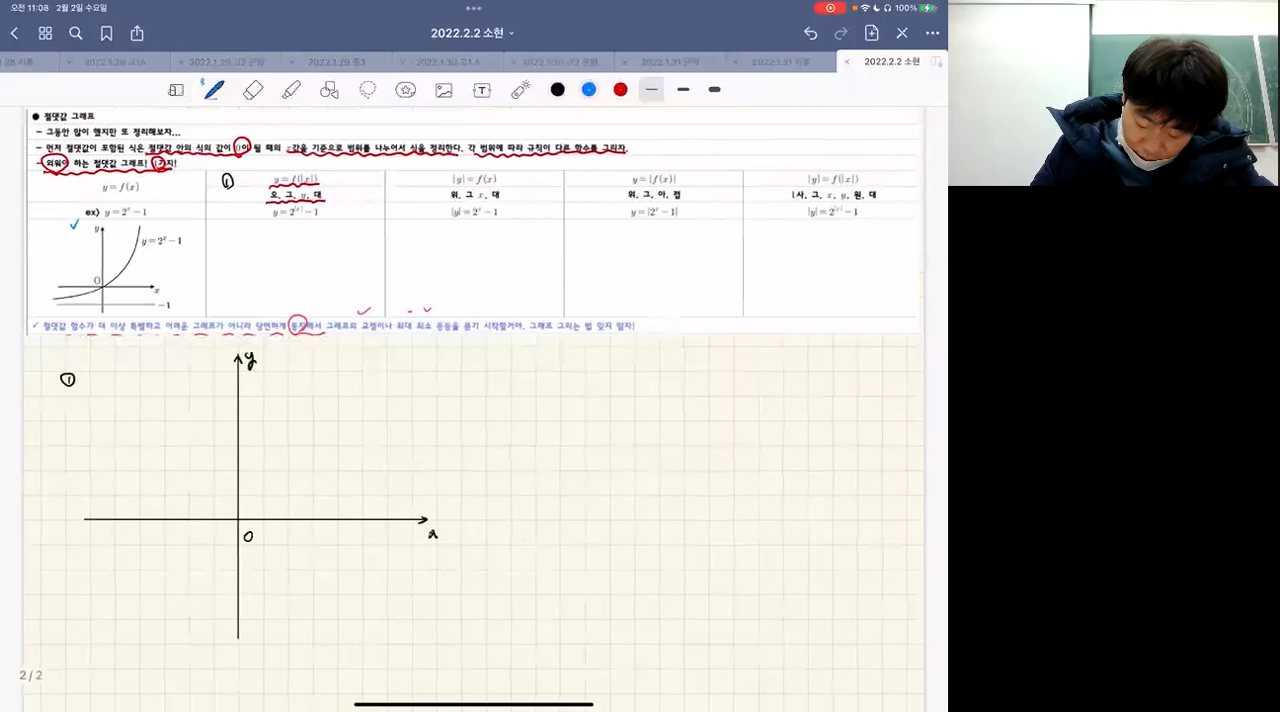 오전 11:08 2월 2일 수요일
100%
2022.2.2 소현
2022.2.2 소현
● 절댓값 그래프
- 그동안 많이 했지만 또 정리해보자...
- 먼저 절댓값이 포함된 식은 절댓값 안의 식의 값이 0이 될 때의 x값을 기준으로 범위를 나누어서 식을 정리한다. 각 범위에 따라 규칙이 다른 함수를 그리자.
- 외워야 하는 절댓값 그래프! 가지!
y = f(x)
① y = f(|x|)
|y| = f(x)
y = |f(x)|
|y| = f(|x|)
오, 그, y, 대
위, 그 x, 대
위, 그, 아, 접
1사, 그, x, y, 원, 대
ex) y = 2^x - 1
y = 2^|x| - 1
|y| = 2^x - 1
y = |2^x - 1|
|y| = 2^|x| - 1
y
y = 2^x - 1
O
x
-1
✓ 절댓값 함수가 더 이상 특별하고 어려운 그래프가 아니라 당연하게 등장해서 그래프의 교점이나 최대 최소 등등을 묻기 시작할거야. 그래프 그리는 법 잊지 말자!
① y
0
x
2 / 2